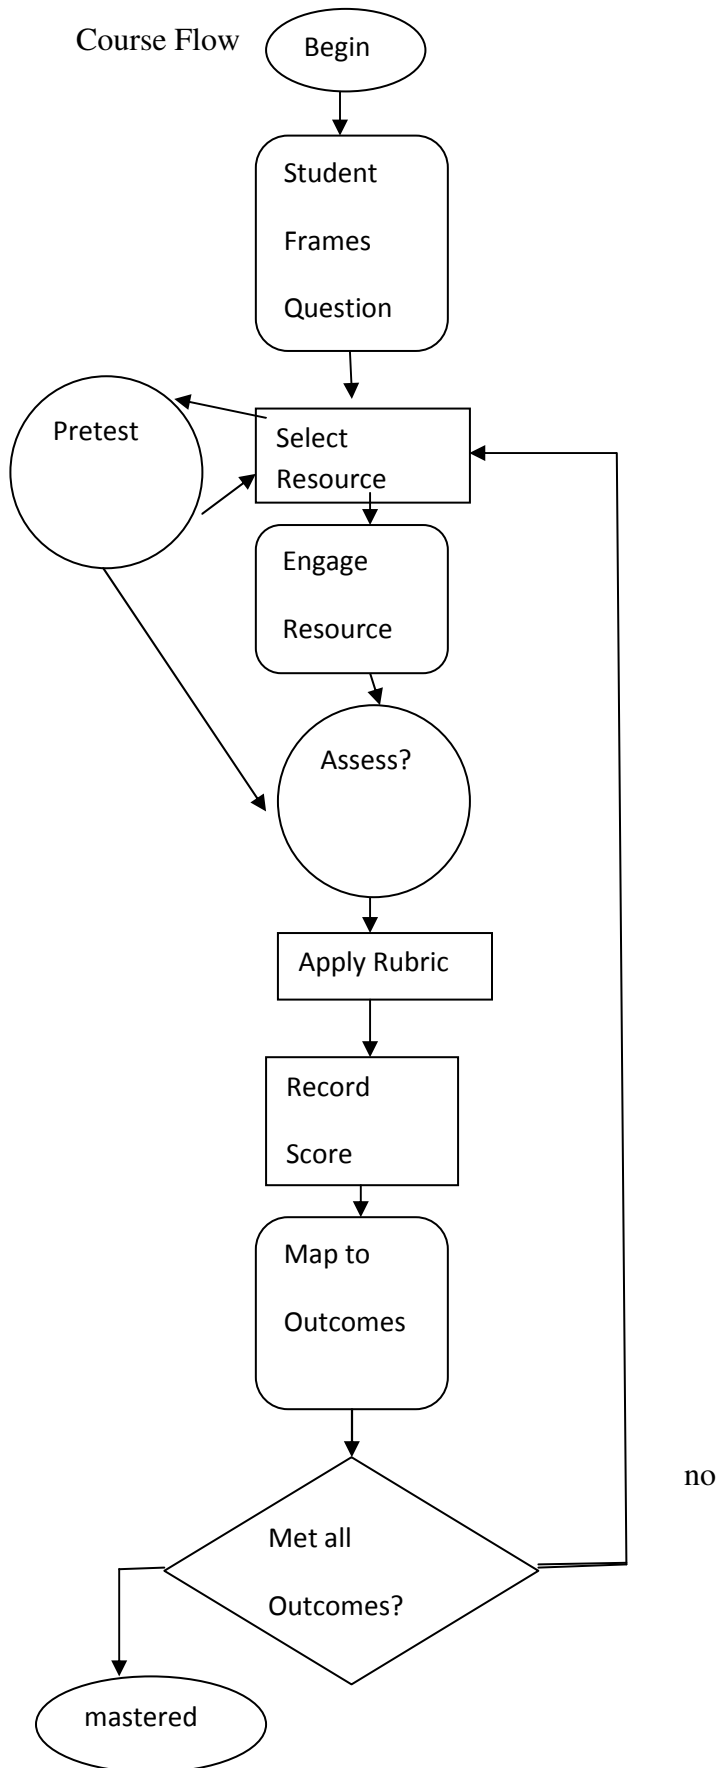 Course Flow
Begin
Student
Frames
Question
Pretest
Select
Resource
Engage
Resource
Assess?
Apply Rubric
Record
Score
Map to
Outcomes
no
Met all
Outcomes?
mastered